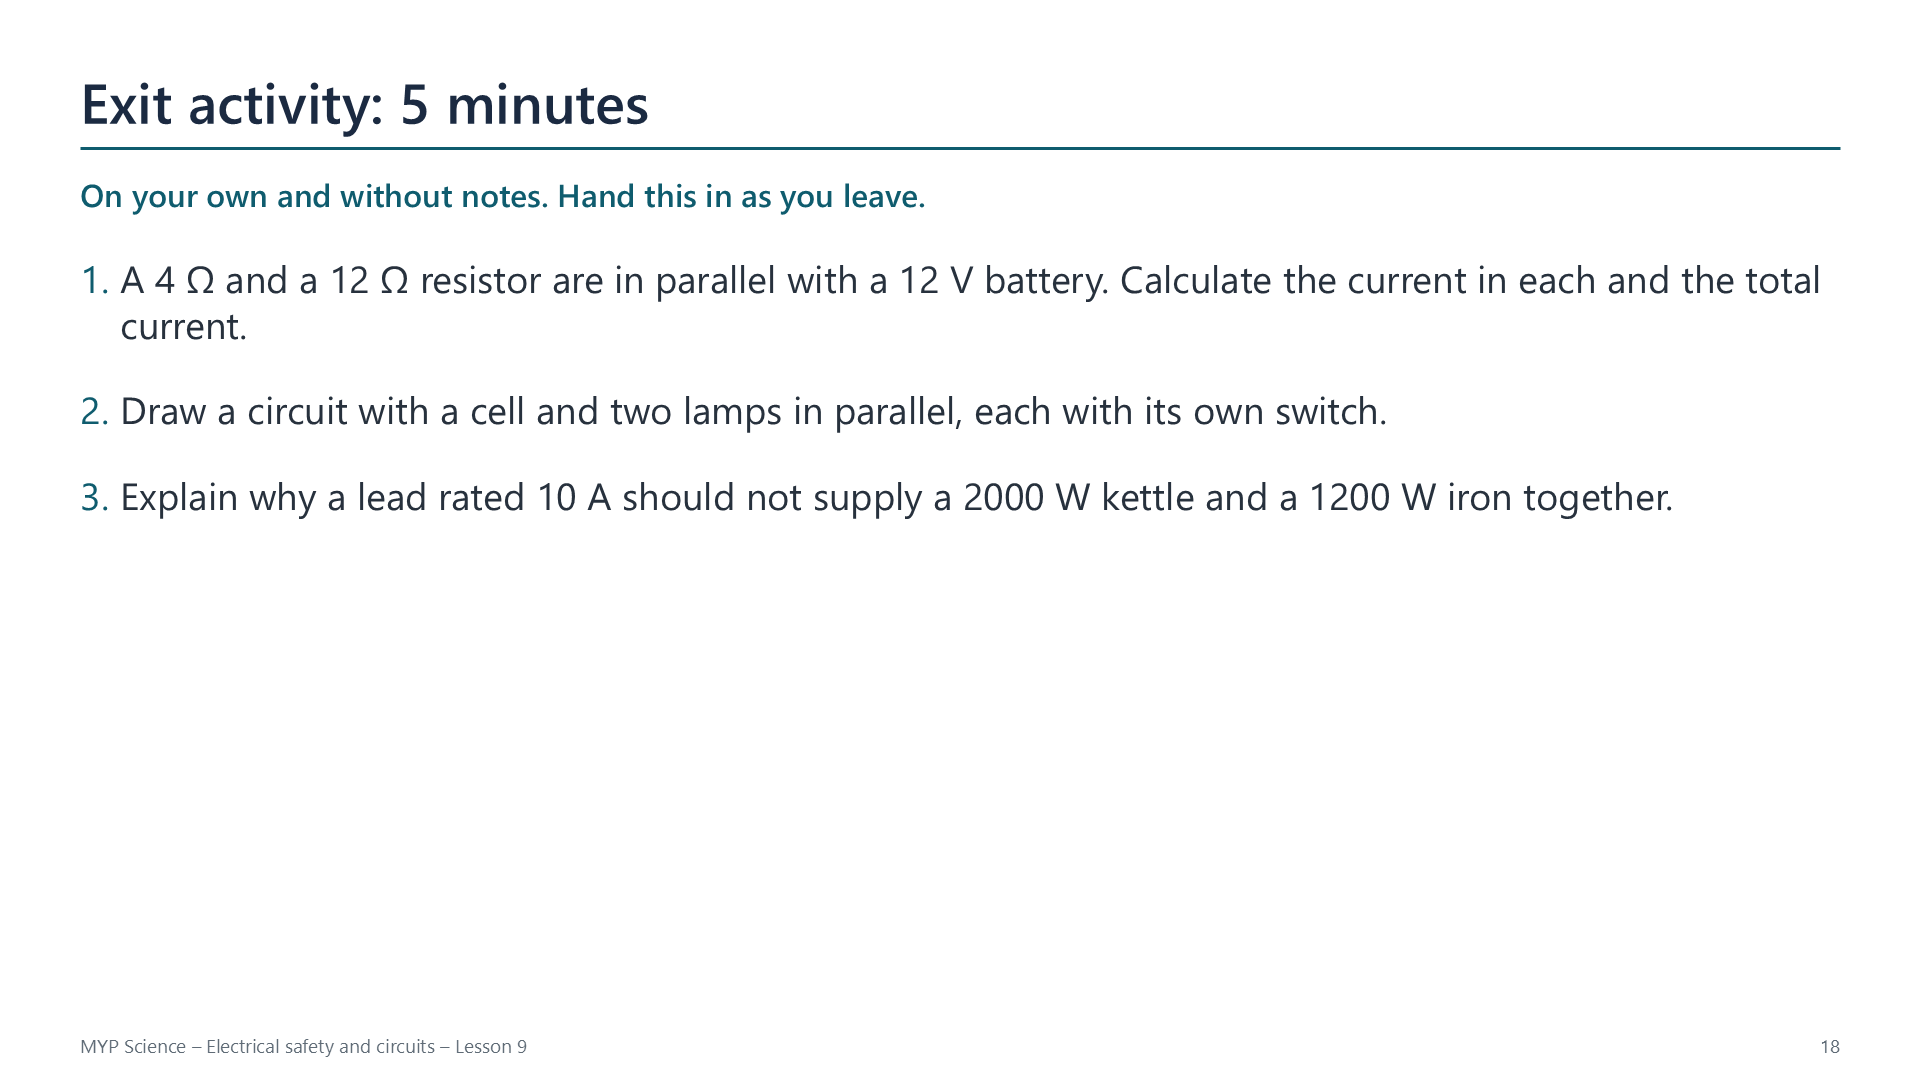 Exit activity: 5 minutes
On your own and without notes. Hand this in as you leave.
1. A 4 Ω and a 12 Ω resistor are in parallel with a 12 V battery. Calculate the current in each and the total
current.
2. Draw a circuit with a cell and two lamps in parallel, each with its own switch.
3. Explain why a lead rated 10 A should not supply a 2000 W kettle and a 1200 W iron together.
MYP Science – Electrical safety and circuits – Lesson 9
18